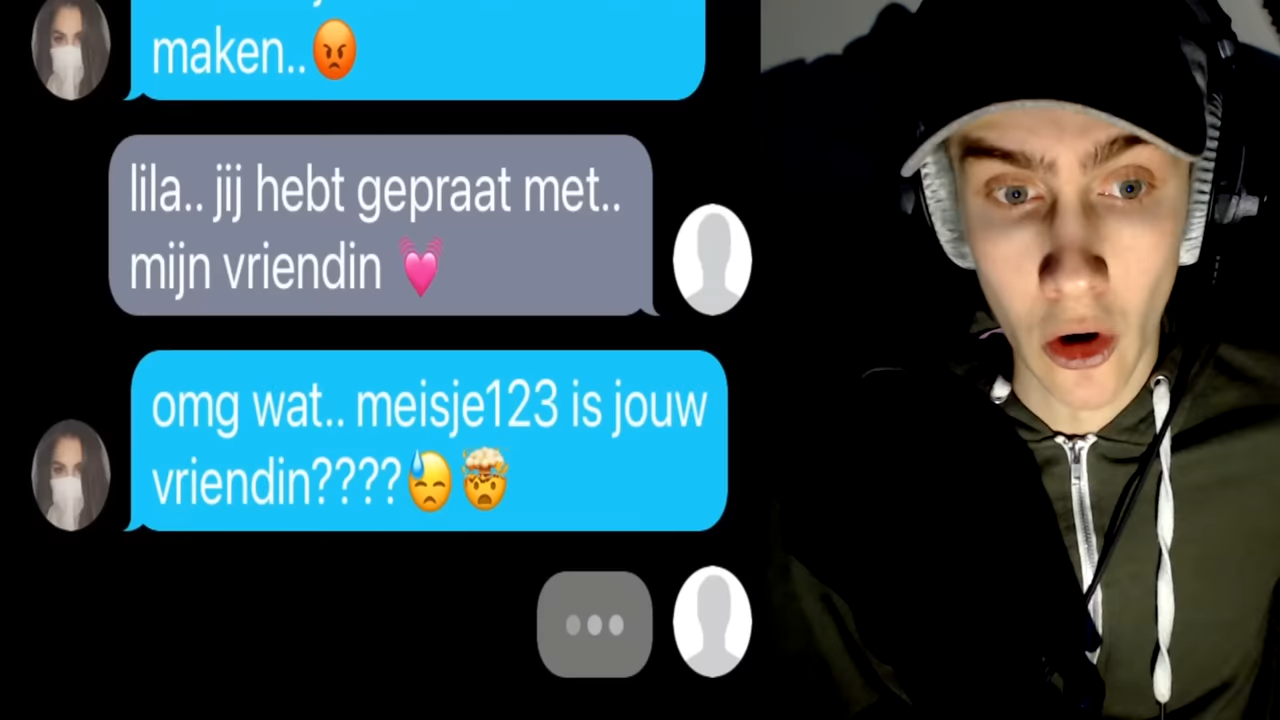 maken..😡
lila.. jij hebt gepraat met..
mijn vriendin 💓
omg wat.. meisje123 is jouw
vriendin????😓🤯